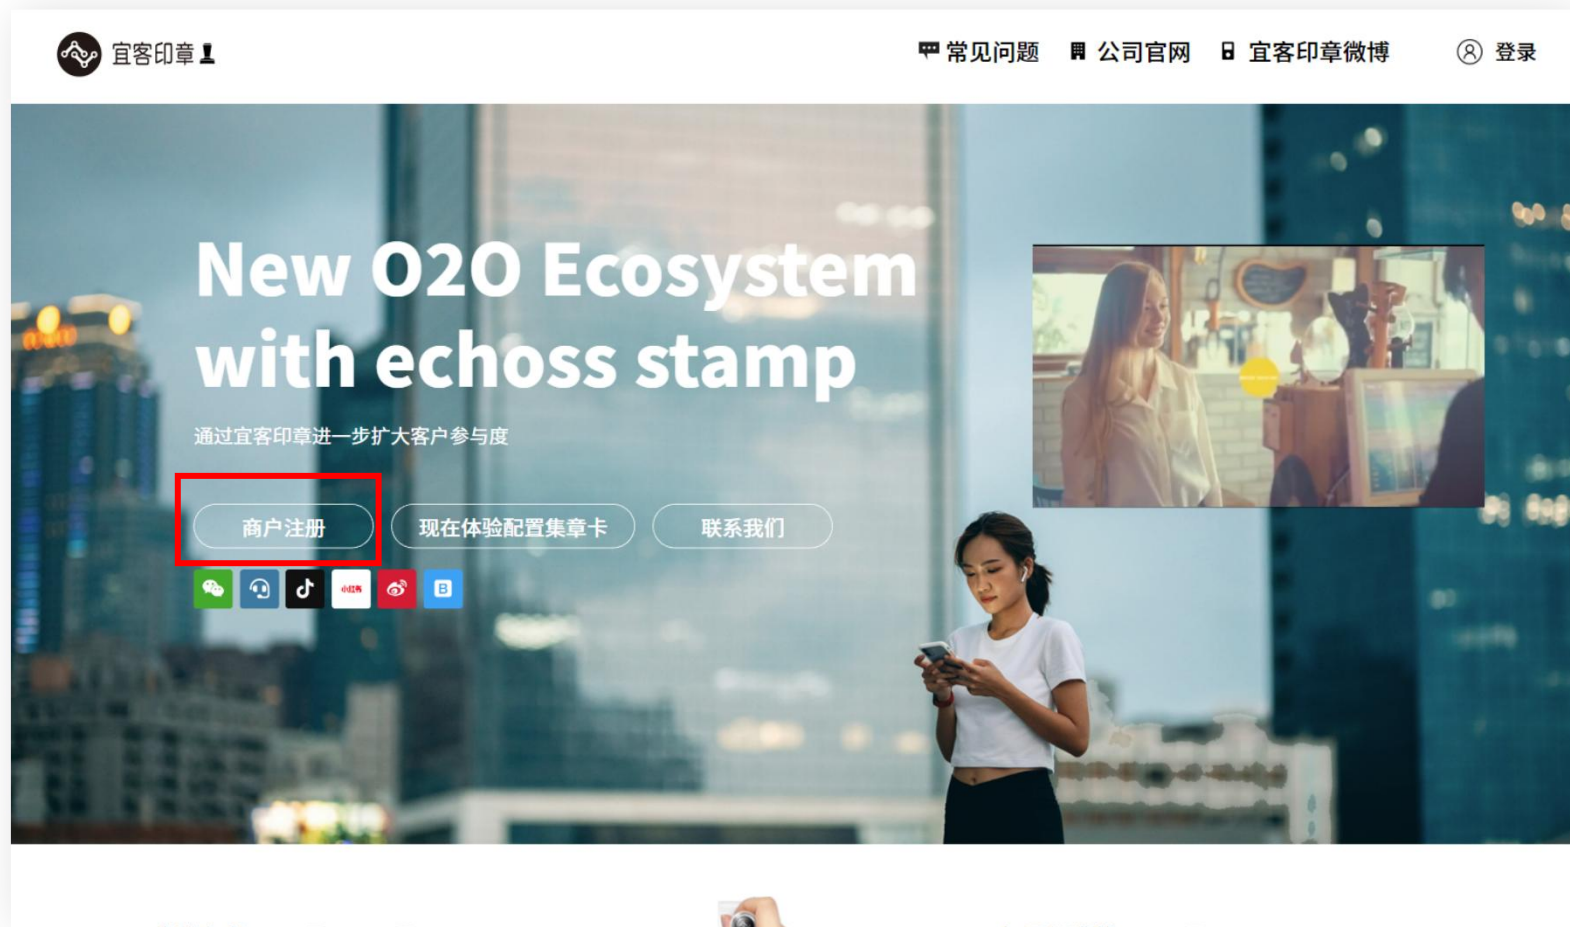 宜客印章
常见问题
公司官网
宜客印章微博
登录
New O2O Ecosystem
with echoss stamp
通过宜客印章进一步扩大客户参与度
商户注册
现在体验配置集章卡
联系我们
小红书
B